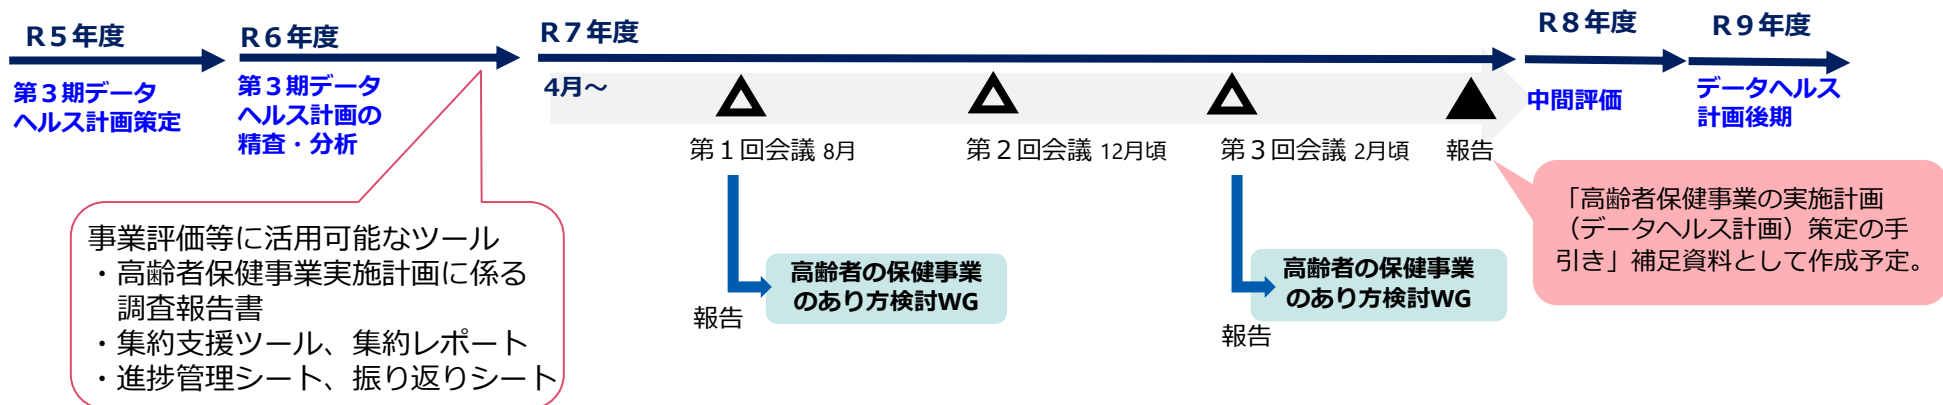 R5年度
第3期データ
ヘルス計画策定
R6年度
第3期データ
ヘルス計画の
精査・分析
R7年度
4月～
第1回会議 8月
第2回会議 12月頃
第3回会議 2月頃
報告
R8年度
中間評価
R9年度
データヘルス
計画後期
事業評価等に活用可能なツール
・高齢者保健事業実施計画に係る
調査報告書
・集約支援ツール、集約レポート
・進捗管理シート、振り返りシート
報告
高齢者の保健事業
のあり方検討WG
報告
高齢者の保健事業
のあり方検討WG
「高齢者保健事業の実施計画
（データヘルス計画）策定の手
引き」補足資料として作成予定。